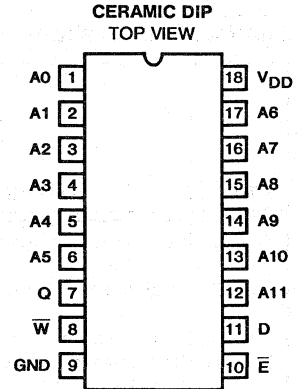 CERAMIC DIP
TOP VIEW
A0 1 18 VDD
A1 2 17 A6
A2 3 16 A7
A3 4 15 A8
A4 5 14 A9
A5 6 13 A10
Q 7 12 A11
W̅ 8 11 D
GND 9 10 E̅